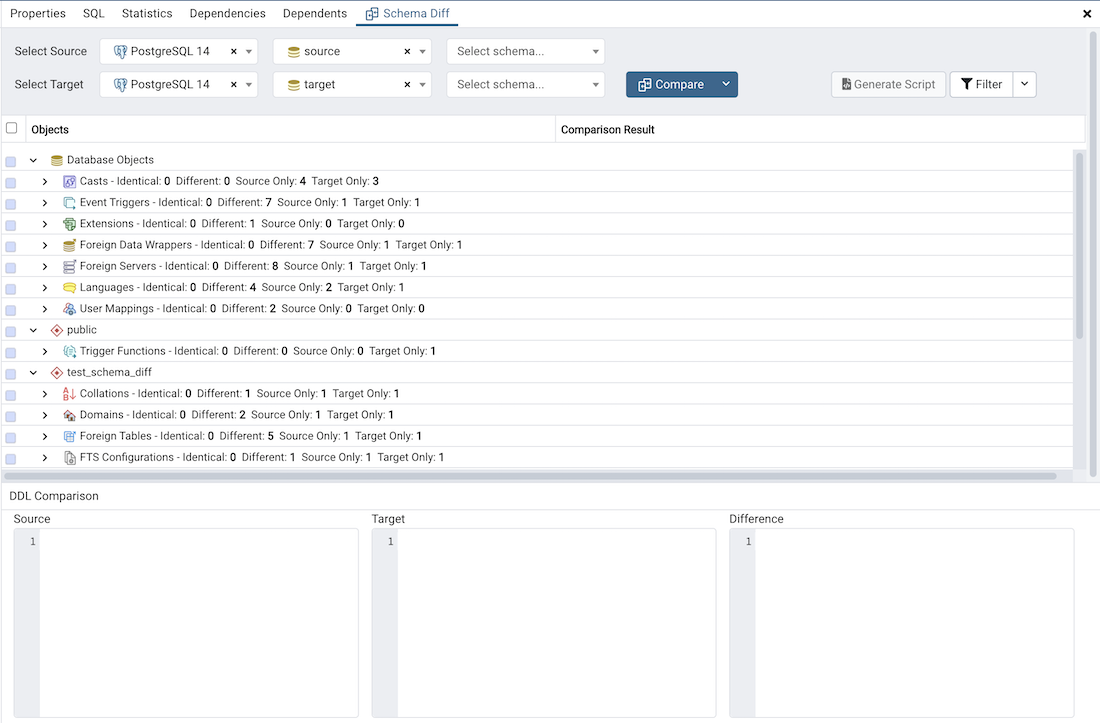 Properties SQL Statistics Dependencies Dependents Schema Diff
Select Source PostgreSQL 14 source Select schema...
Select Target PostgreSQL 14 target Select schema... Compare Generate Script Filter
Objects Comparison Result
Database Objects
Casts - Identical: 0 Different: 0 Source Only: 4 Target Only: 3
Event Triggers - Identical: 0 Different: 7 Source Only: 1 Target Only: 1
Extensions - Identical: 0 Different: 1 Source Only: 0 Target Only: 0
Foreign Data Wrappers - Identical: 0 Different: 7 Source Only: 1 Target Only: 1
Foreign Servers - Identical: 0 Different: 8 Source Only: 1 Target Only: 1
Languages - Identical: 0 Different: 4 Source Only: 2 Target Only: 1
User Mappings - Identical: 0 Different: 2 Source Only: 0 Target Only: 0
public
Trigger Functions - Identical: 0 Different: 0 Source Only: 0 Target Only: 1
test_schema_diff
Collations - Identical: 0 Different: 1 Source Only: 1 Target Only: 1
Domains - Identical: 0 Different: 2 Source Only: 1 Target Only: 1
Foreign Tables - Identical: 0 Different: 5 Source Only: 1 Target Only: 1
FTS Configurations - Identical: 0 Different: 1 Source Only: 1 Target Only: 1
DDL Comparison
Source Target Difference
1 1 1